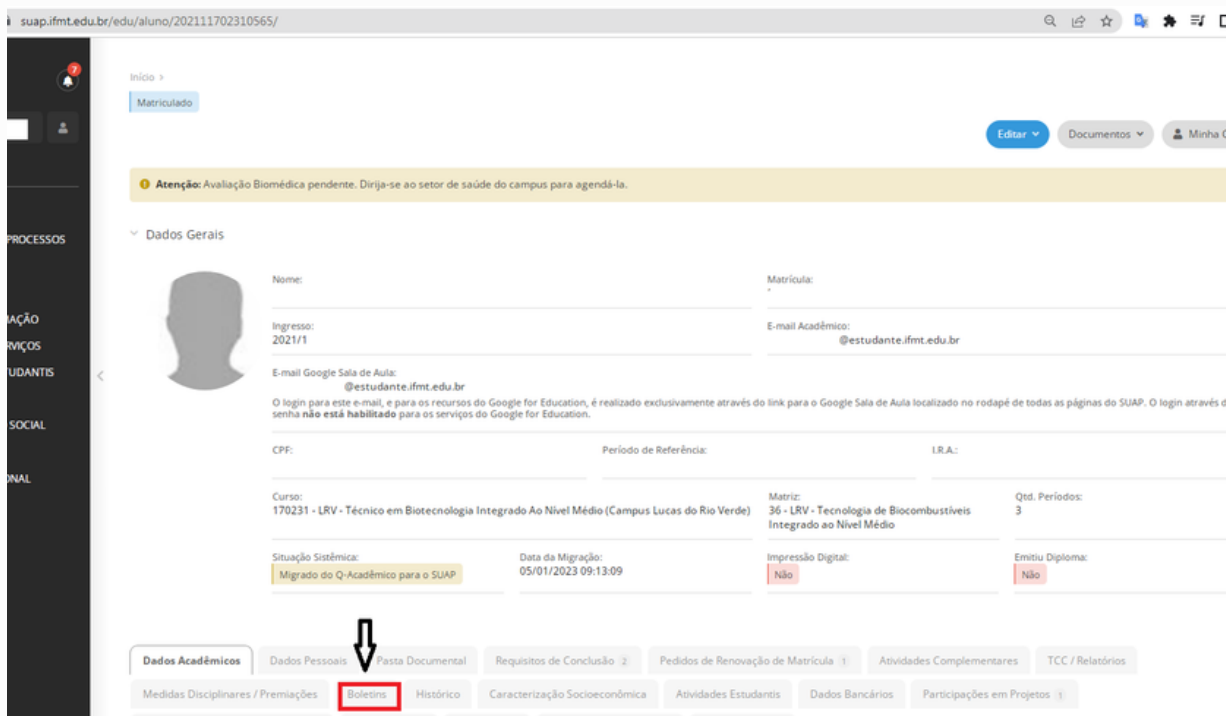 suap.ifmt.edu.br/edu/aluno/202111702310565/
7
Início >
Matriculado
Editar
Documentos
Minha
Atenção: Avaliação Biomédica pendente. Dirija-se ao setor de saúde do campus para agendá-la.
PROCESSOS
Dados Gerais
Nome:
Matrícula:
Ingresso:
2021/1
E-mail Acadêmico:
@estudante.ifmt.edu.br
E-mail Google Sala de Aula:
@estudante.ifmt.edu.br
O login para este e-mail, e para os recursos do Google for Education, é realizado exclusivamente através do link para o Google Sala de Aula localizado no rodapé de todas as páginas do SUAP. O login através d
senha não está habilitado para os serviços do Google for Education.
AÇÃO
RVIÇOS
UDANTIS
SOCIAL
ONAL
CPF:
Período de Referência:
I.R.A.:
Curso:
170231 - LRV - Técnico em Biotecnologia Integrado Ao Nível Médio (Campus Lucas do Rio Verde)
Matriz:
36 - LRV - Tecnologia de Biocombustíveis
Integrado ao Nível Médio
Qtd. Períodos:
3
Situação Sistêmica:
Migrado do Q-Acadêmico para o SUAP
Data da Migração:
05/01/2023 09:13:09
Impressão Digital:
Não
Emitiu Diploma:
Não
Dados Acadêmicos
Dados Pessoais
Pasta Documental
Requisitos de Conclusão 2
Pedidos de Renovação de Matrícula 1
Atividades Complementares
TCC / Relatórios
Medidas Disciplinares / Premiações
Boletins
Histórico
Caracterização Socioeconômica
Atividades Estudantis
Dados Bancários
Participações em Projetos 1